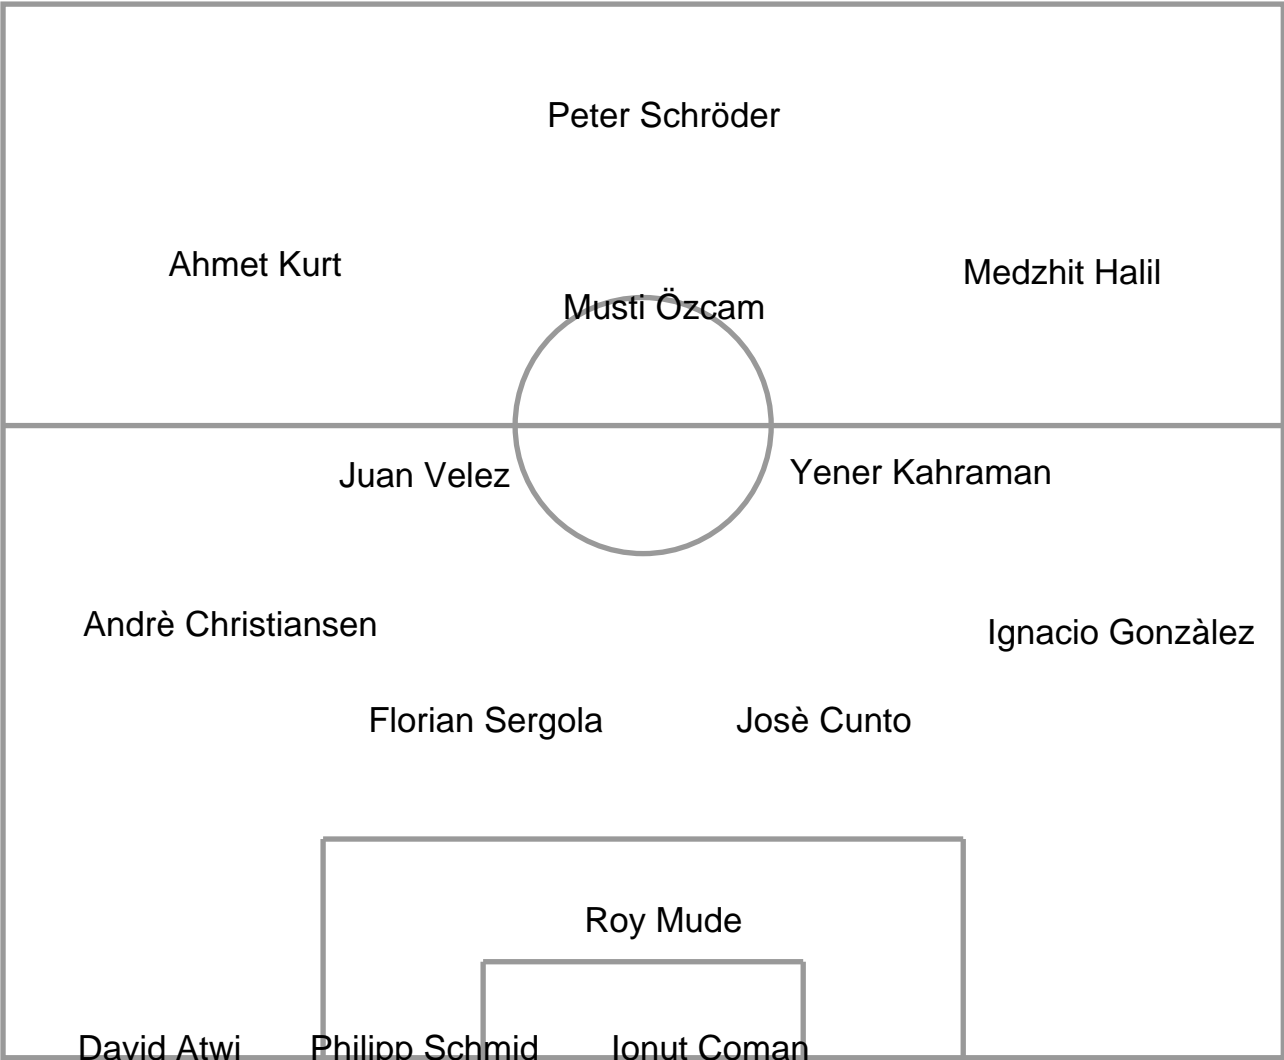 Peter Schröder
Ahmet Kurt
Medzhit Halil
Musti Özcam
Juan Velez
Yener Kahraman
Andrè Christiansen
Ignacio Gonzàlez
Florian Sergola
Josè Cunto
Roy Mude
David Atwi
Philipp Schmid
Ionut Coman